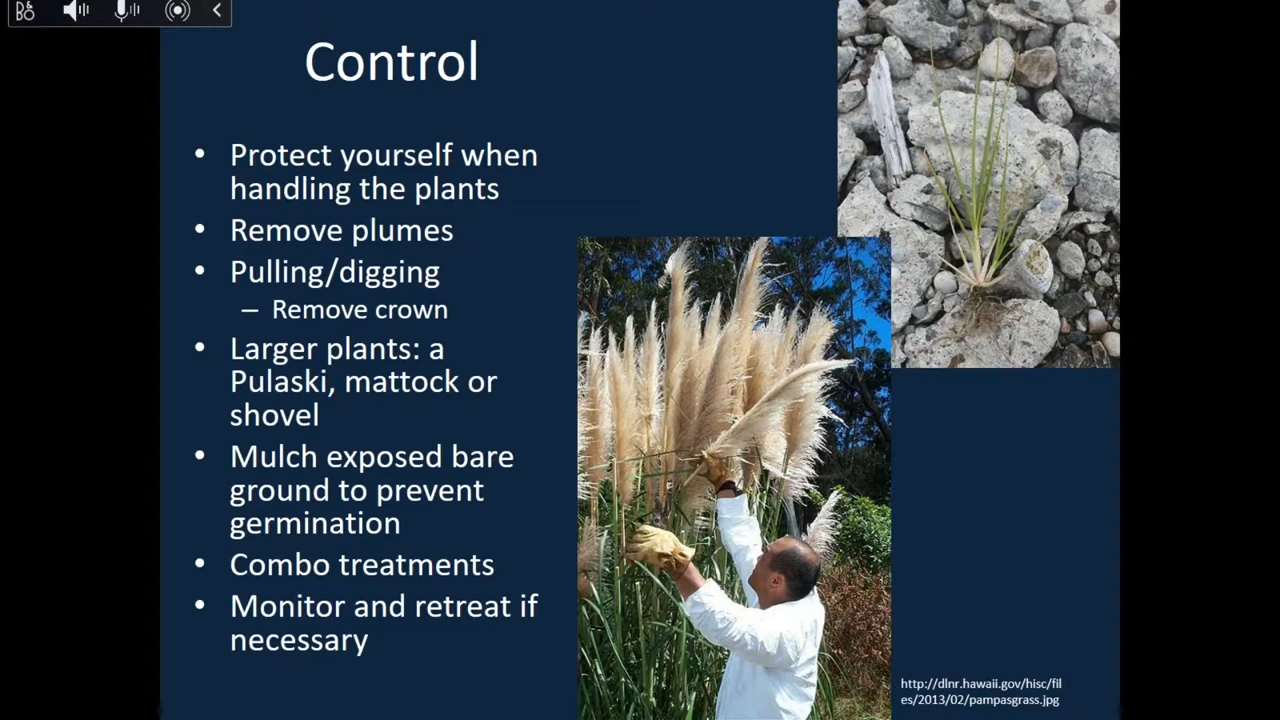 Control
• Protect yourself when
handling the plants
• Remove plumes
• Pulling/digging
– Remove crown
• Larger plants: a
Pulaski, mattock or
shovel
• Mulch exposed bare
ground to prevent
germination
• Combo treatments
• Monitor and retreat if
necessary
http://dlnr.hawaii.gov/hisc/fil
es/2013/02/pampasgrass.jpg